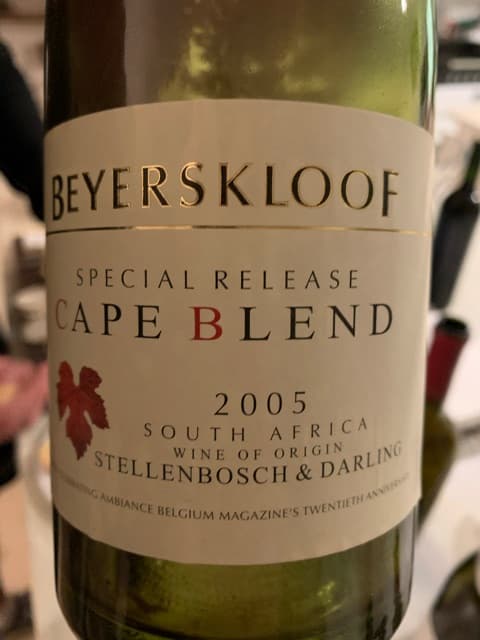 BEYERSKLOOF
SPECIAL RELEASE
CAPE BLEND
2005
SOUTH AFRICA
WINE OF ORIGIN
STELLENBOSCH & DARLING
AMBIANCE BELGIUM MAGAZINE'S TWENTIETH